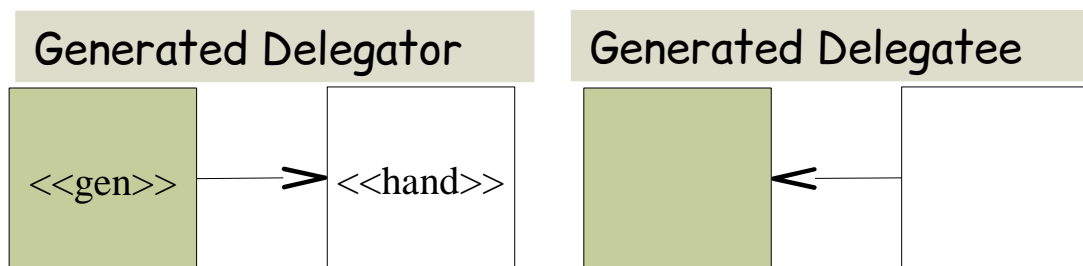 Generated Delegator
Generated Delegatee
<<gen>>
<<hand>>